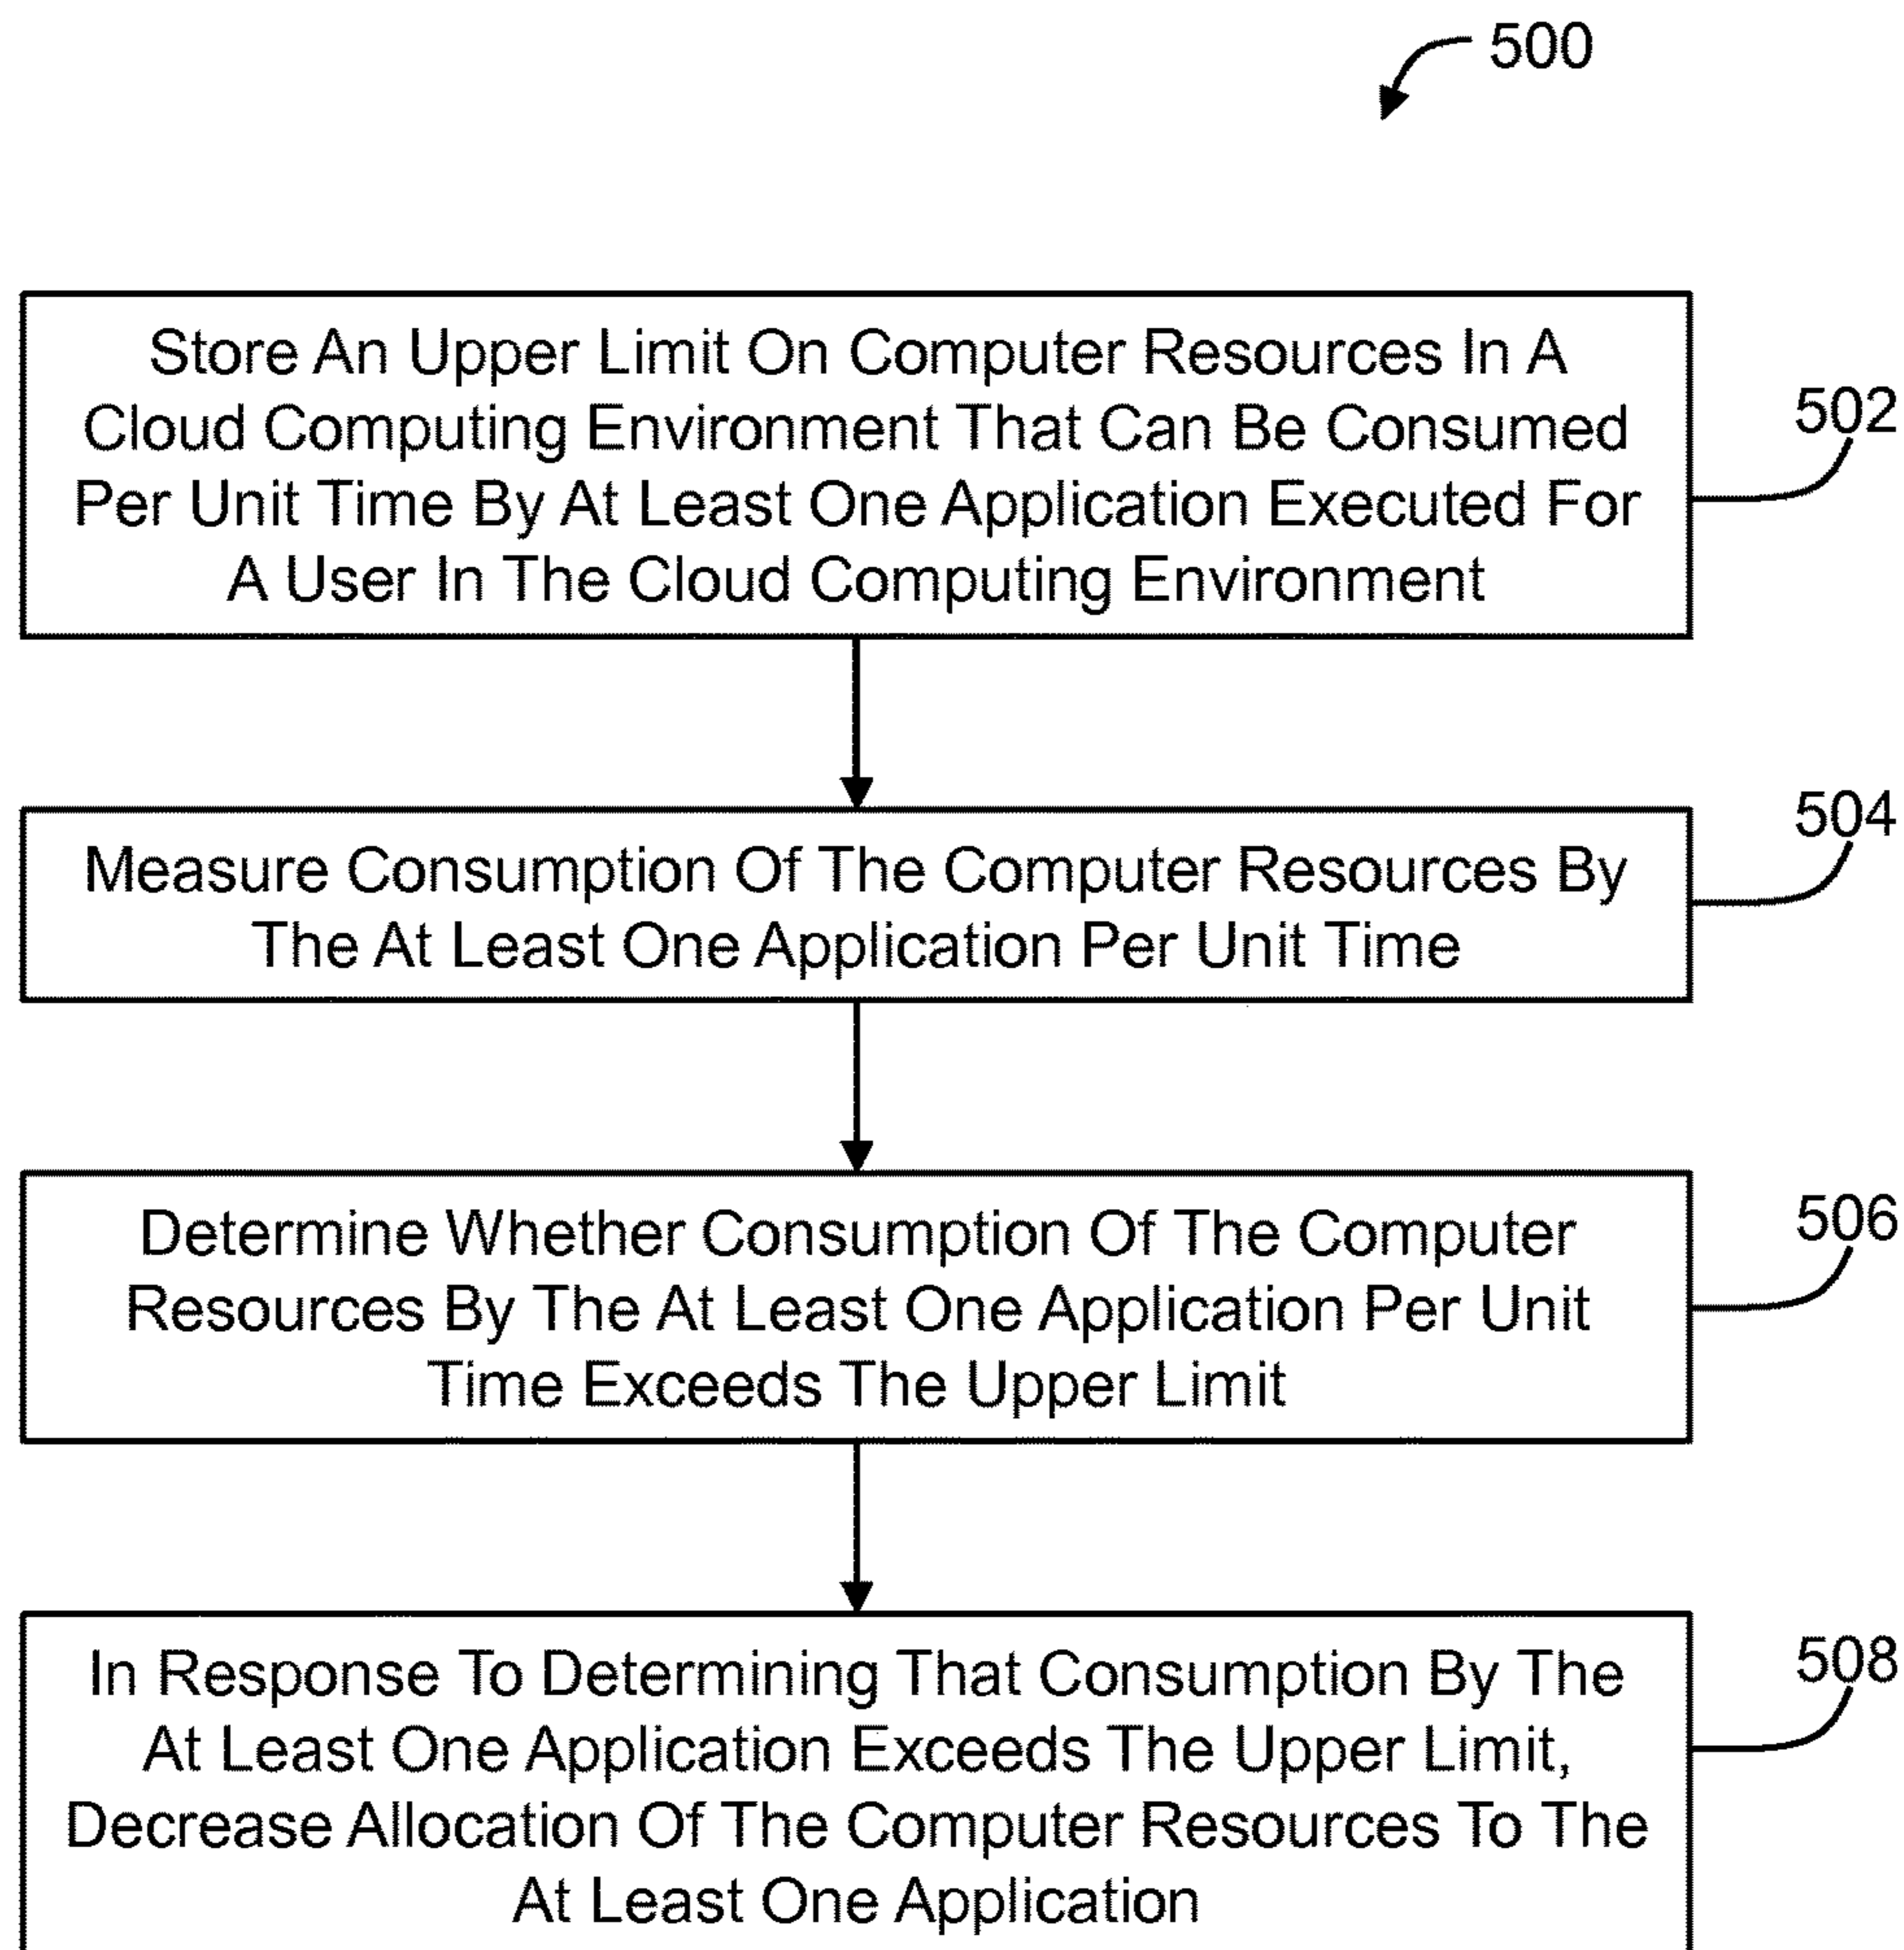 500
Store An Upper Limit On Computer Resources In A
Cloud Computing Environment That Can Be Consumed
Per Unit Time By At Least One Application Executed For
A User In The Cloud Computing Environment
502
Measure Consumption Of The Computer Resources By
The At Least One Application Per Unit Time
504
Determine Whether Consumption Of The Computer
Resources By The At Least One Application Per Unit
Time Exceeds The Upper Limit
506
In Response To Determining That Consumption By The
At Least One Application Exceeds The Upper Limit,
Decrease Allocation Of The Computer Resources To The
At Least One Application
508